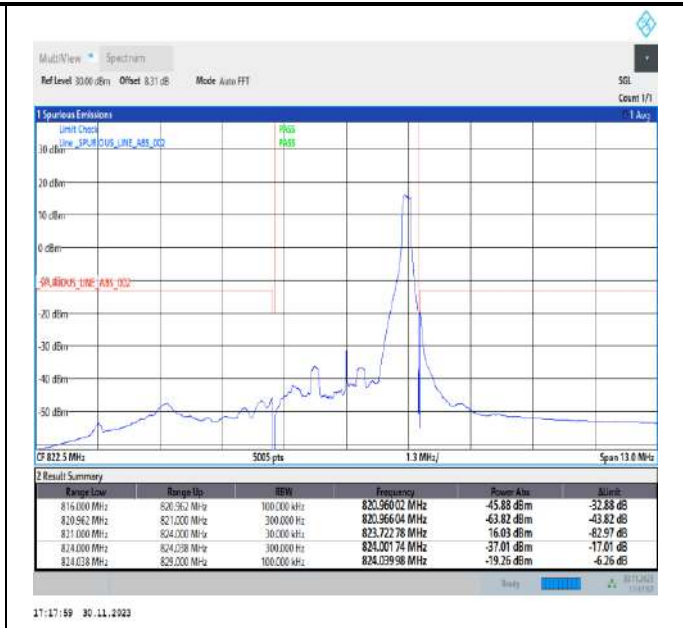 MultiView Spectrum
Ref Level 30.00 dBm Offset 8.31 dB Mode Auto FFT SGL
Count 1/1
1 Spurious Emissions 1 Avg
Limit Check PASS
Line _SPURIOUS_LINE_ABS_002 PASS
30 dBm
20 dBm
10 dBm
0 dBm
_SPURIOUS_LINE_ABS_002
-20 dBm
-30 dBm
-40 dBm
-50 dBm
CF 822.5 MHz 5005 pts 1.3 MHz/ Span 13.0 MHz
2 Result Summary
Range Low Range Up RBW Frequency Power Abs ΔLimit
816.000 MHz 820.962 MHz 100.000 kHz 820.96002 MHz -45.88 dBm -32.88 dB
820.962 MHz 821.000 MHz 300.000 Hz 820.96604 MHz -63.82 dBm -43.82 dB
821.000 MHz 824.000 MHz 30.000 kHz 823.72278 MHz 16.03 dBm -82.97 dB
824.000 MHz 824.038 MHz 300.000 Hz 824.00174 MHz -37.01 dBm -17.01 dB
824.038 MHz 829.000 MHz 100.000 kHz 824.03998 MHz -19.26 dBm -6.26 dB
Ready
17:17:59 30.11.2023